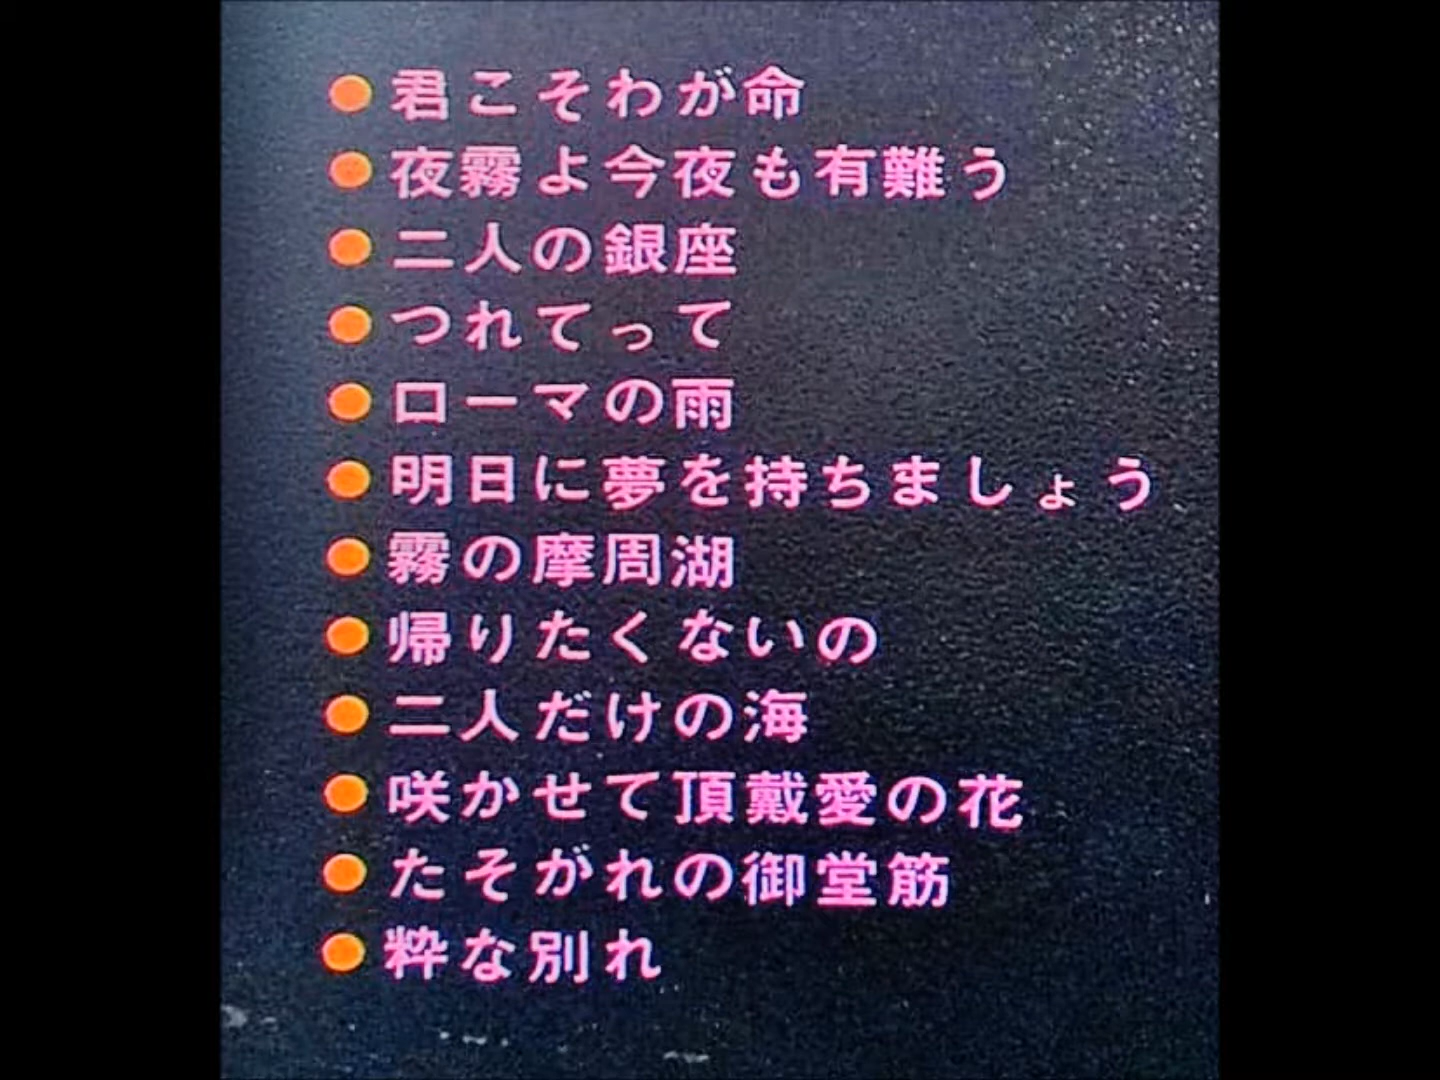 ●君こそわが命
●夜霧よ今夜も有難う
●二人の銀座
●つれてって
●ローマの雨
●明日に夢を持ちましょう
●霧の摩周湖
●帰りたくないの
●二人だけの海
●咲かせて頂戴愛の花
●たそがれの御堂筋
●粋な別れ